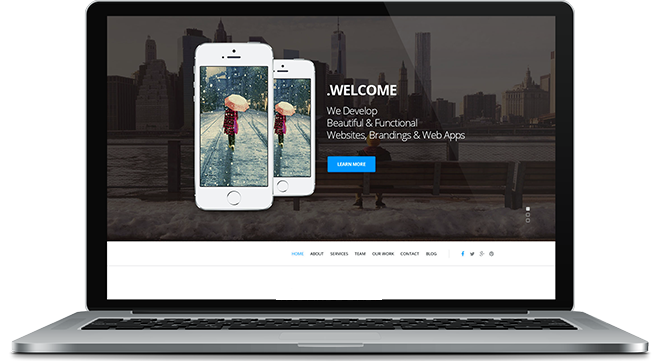 .WELCOME
We Develop
Beautiful & Functional
Websites, Brandings & Web Apps
LEARN MORE
HOME ABOUT SERVICES TEAM OUR WORK CONTACT BLOG